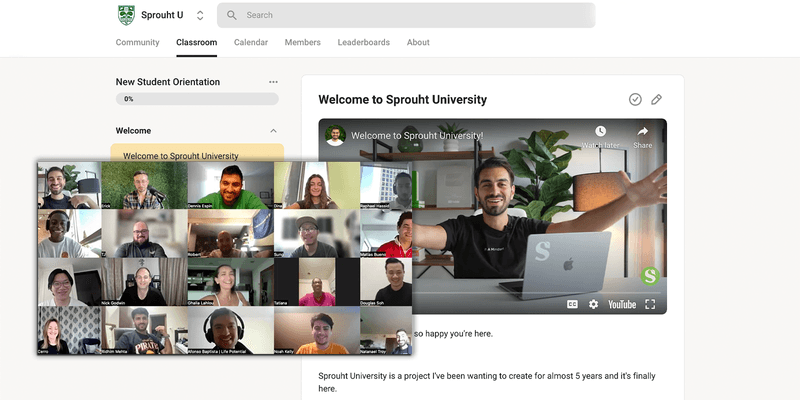 Sprouht U
Search
Community
Classroom
Calendar
Members
Leaderboards
About
New Student Orientation
0%
Welcome
Welcome to Sprouht University
Welcome to Sprouht University
Welcome to Sprouht University!
Watch later
Share
S
S
CC
YouTube
Erick
Dennis Espin
Dina
Raphael Hassid
Robert
Suny
Matias Bueno
Nick Godwin
Ghalia Lahlou
Tatiana
Douglas Soh
Cerro
Ridhim Mehta
PIRATE
Afonso Baptista | Life Potential
Noah Kelly
Natanael Troy
so happy you're here.
Sprouht University is a project I've been wanting to create for almost 5 years and it's finally
here.